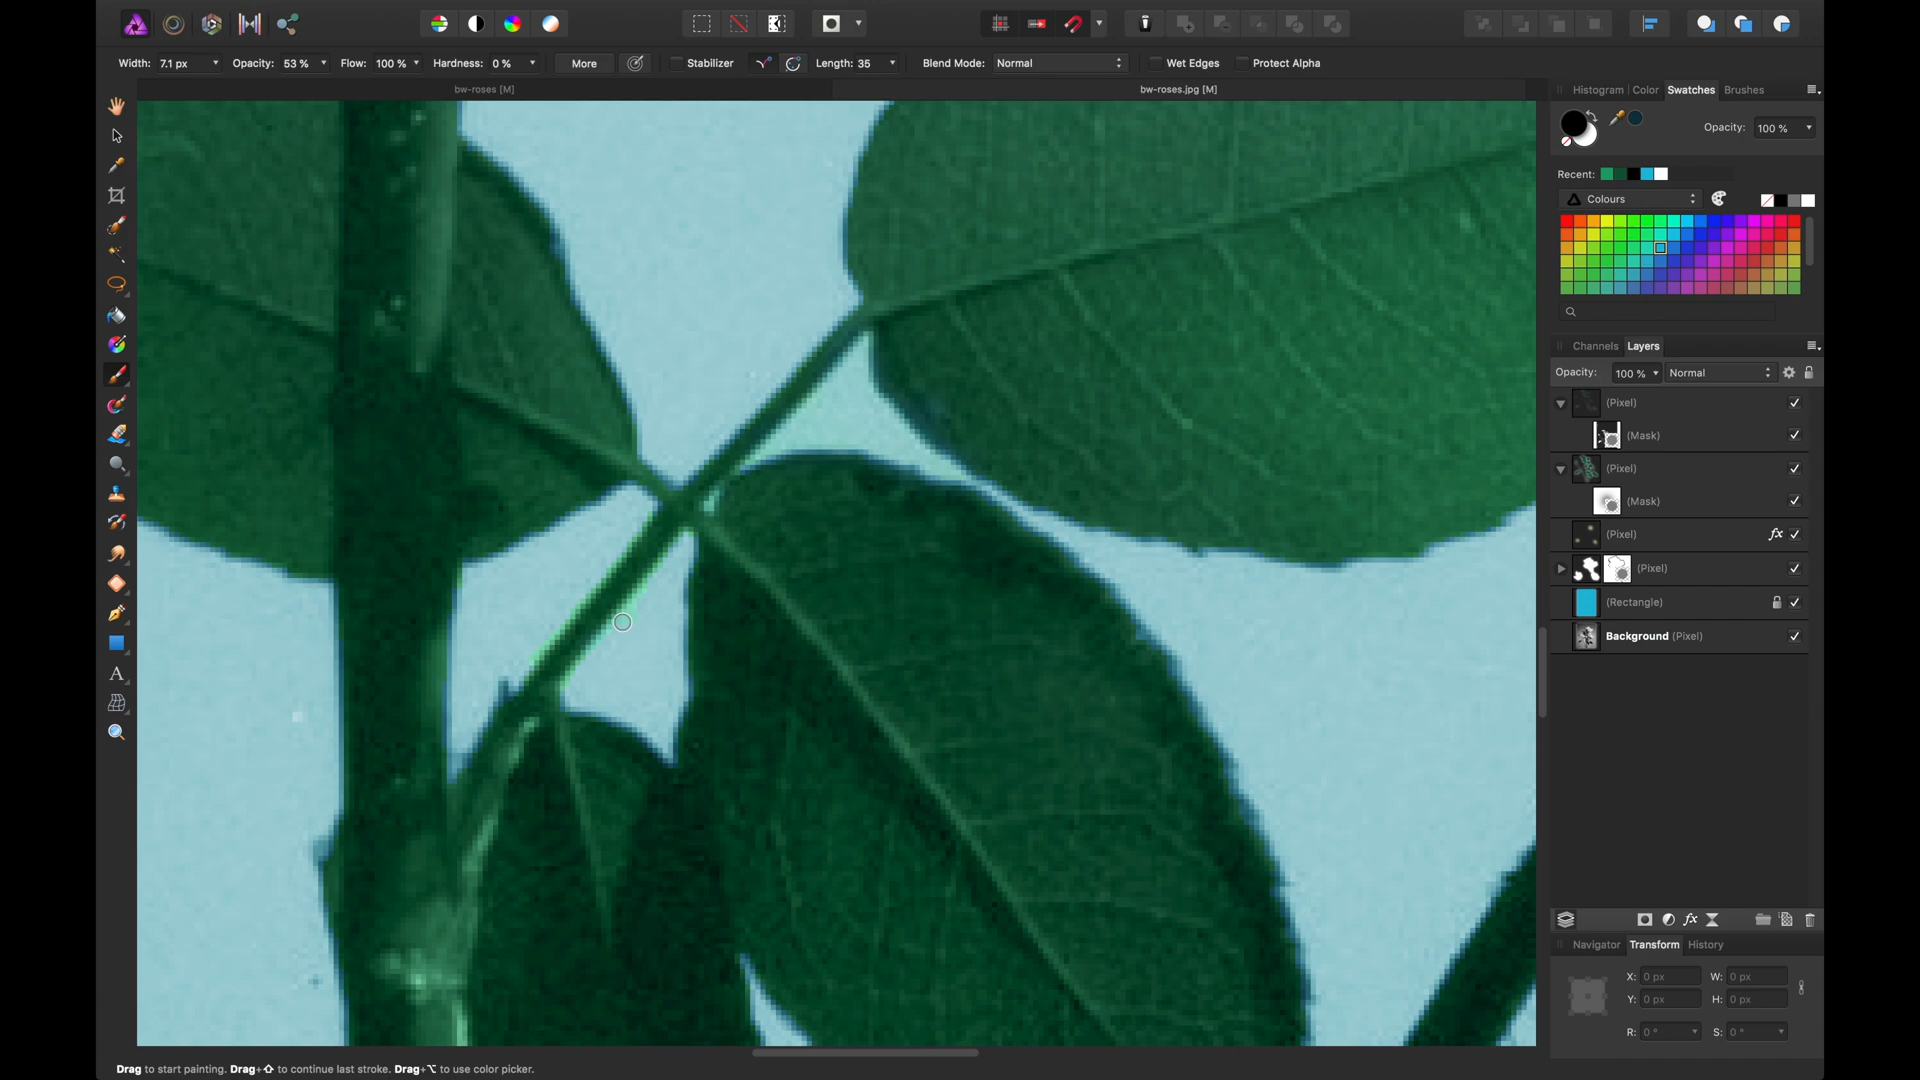 Width: 7.1 px Opacity: 53 % Flow: 100 % Hardness: 0 % More Stabilizer Length: 35 Blend Mode: Normal Wet Edges Protect Alpha
bw-roses [M] bw-roses.jpg [M]
Histogram Color Swatches Brushes
Opacity: 100 %
Recent:
Colours
Channels Layers
Opacity: 100 % Normal
(Pixel)
(Mask)
(Pixel)
(Mask)
(Pixel) fx
(Pixel)
(Rectangle)
Background (Pixel)
fx
Navigator Transform History
X: 0 px W: 0 px
Y: 0 px H: 0 px
R: 0 ° S: 0 °
A
Drag to start painting. Drag+⇧ to continue last stroke. Drag+⌥ to use color picker.